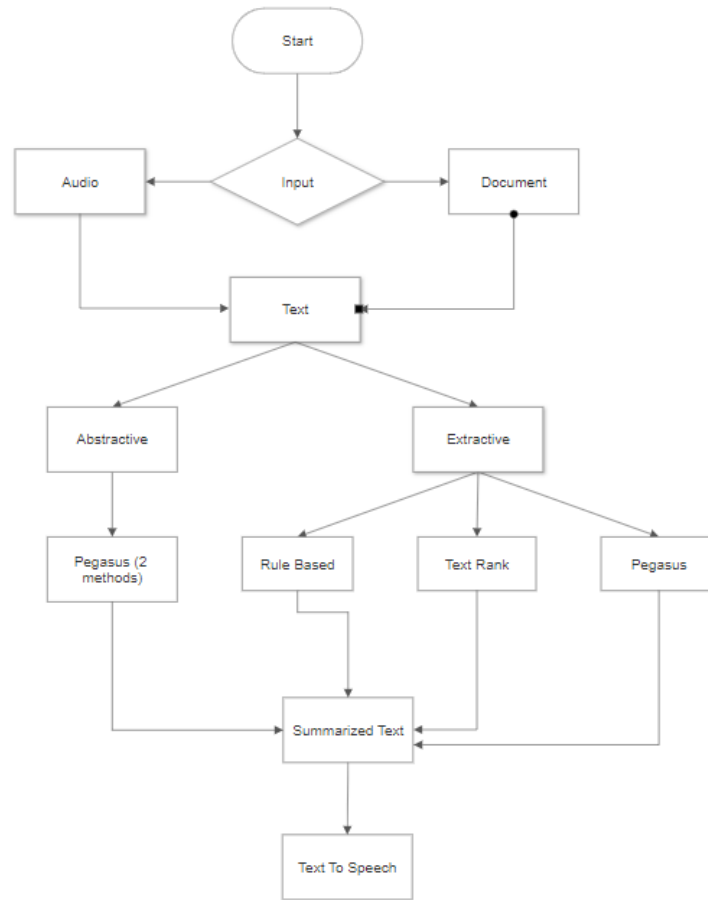 Start
Audio
Input
Document
Text
Abstractive
Extractive
Pegasus (2
methods)
Rule Based
Text Rank
Pegasus
Summarized Text
Text To Speech